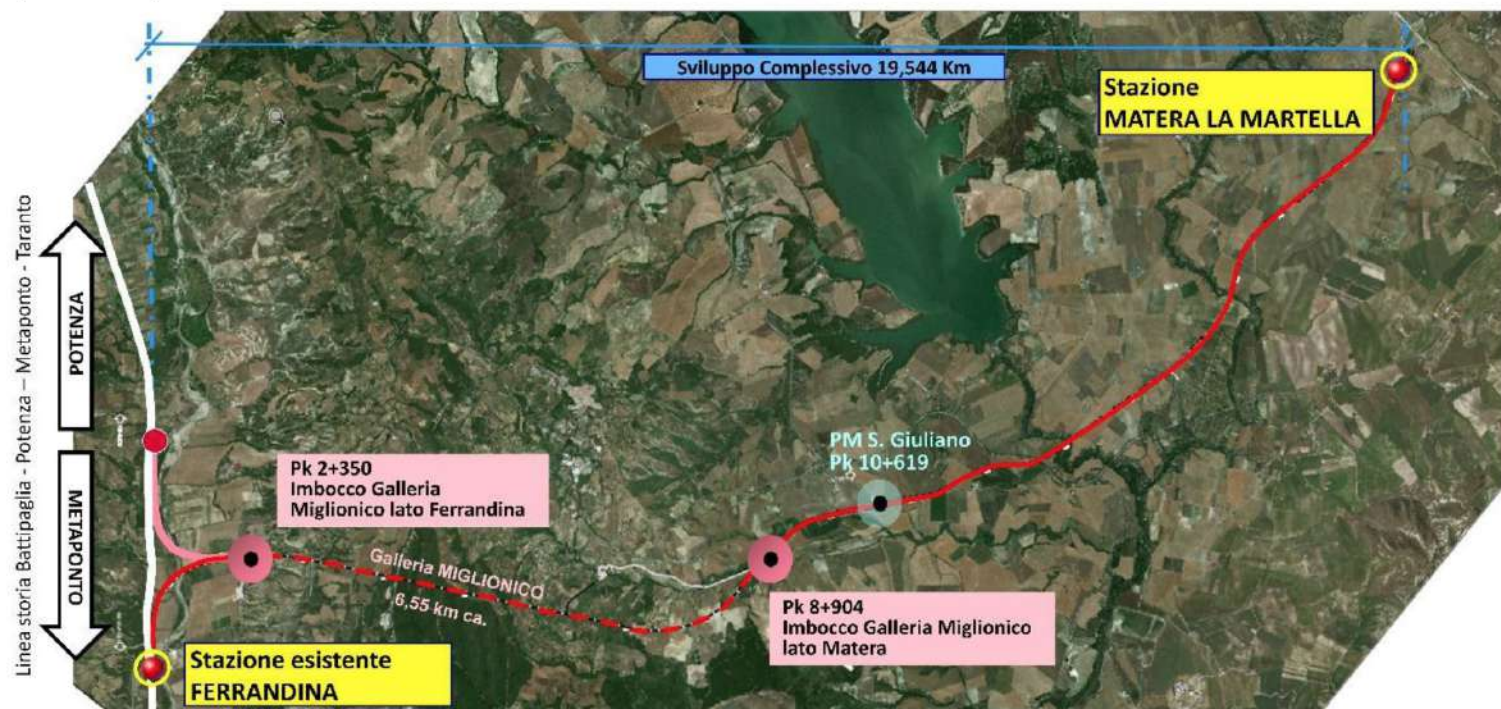 Sviluppo Complessivo 19,544 Km
Stazione
MATERA LA MARTELLA
Linea storia Battipaglia - Potenza – Metaponto - Taranto
POTENZA
METAPONTO
PM S. Giuliano
Pk 10+619
Pk 2+350
Imbocco Galleria
Miglionico lato Ferrandina
Galleria MIGLIONICO
6,55 km ca.
Pk 8+904
Imbocco Galleria Miglionico
lato Matera
Stazione esistente
FERRANDINA